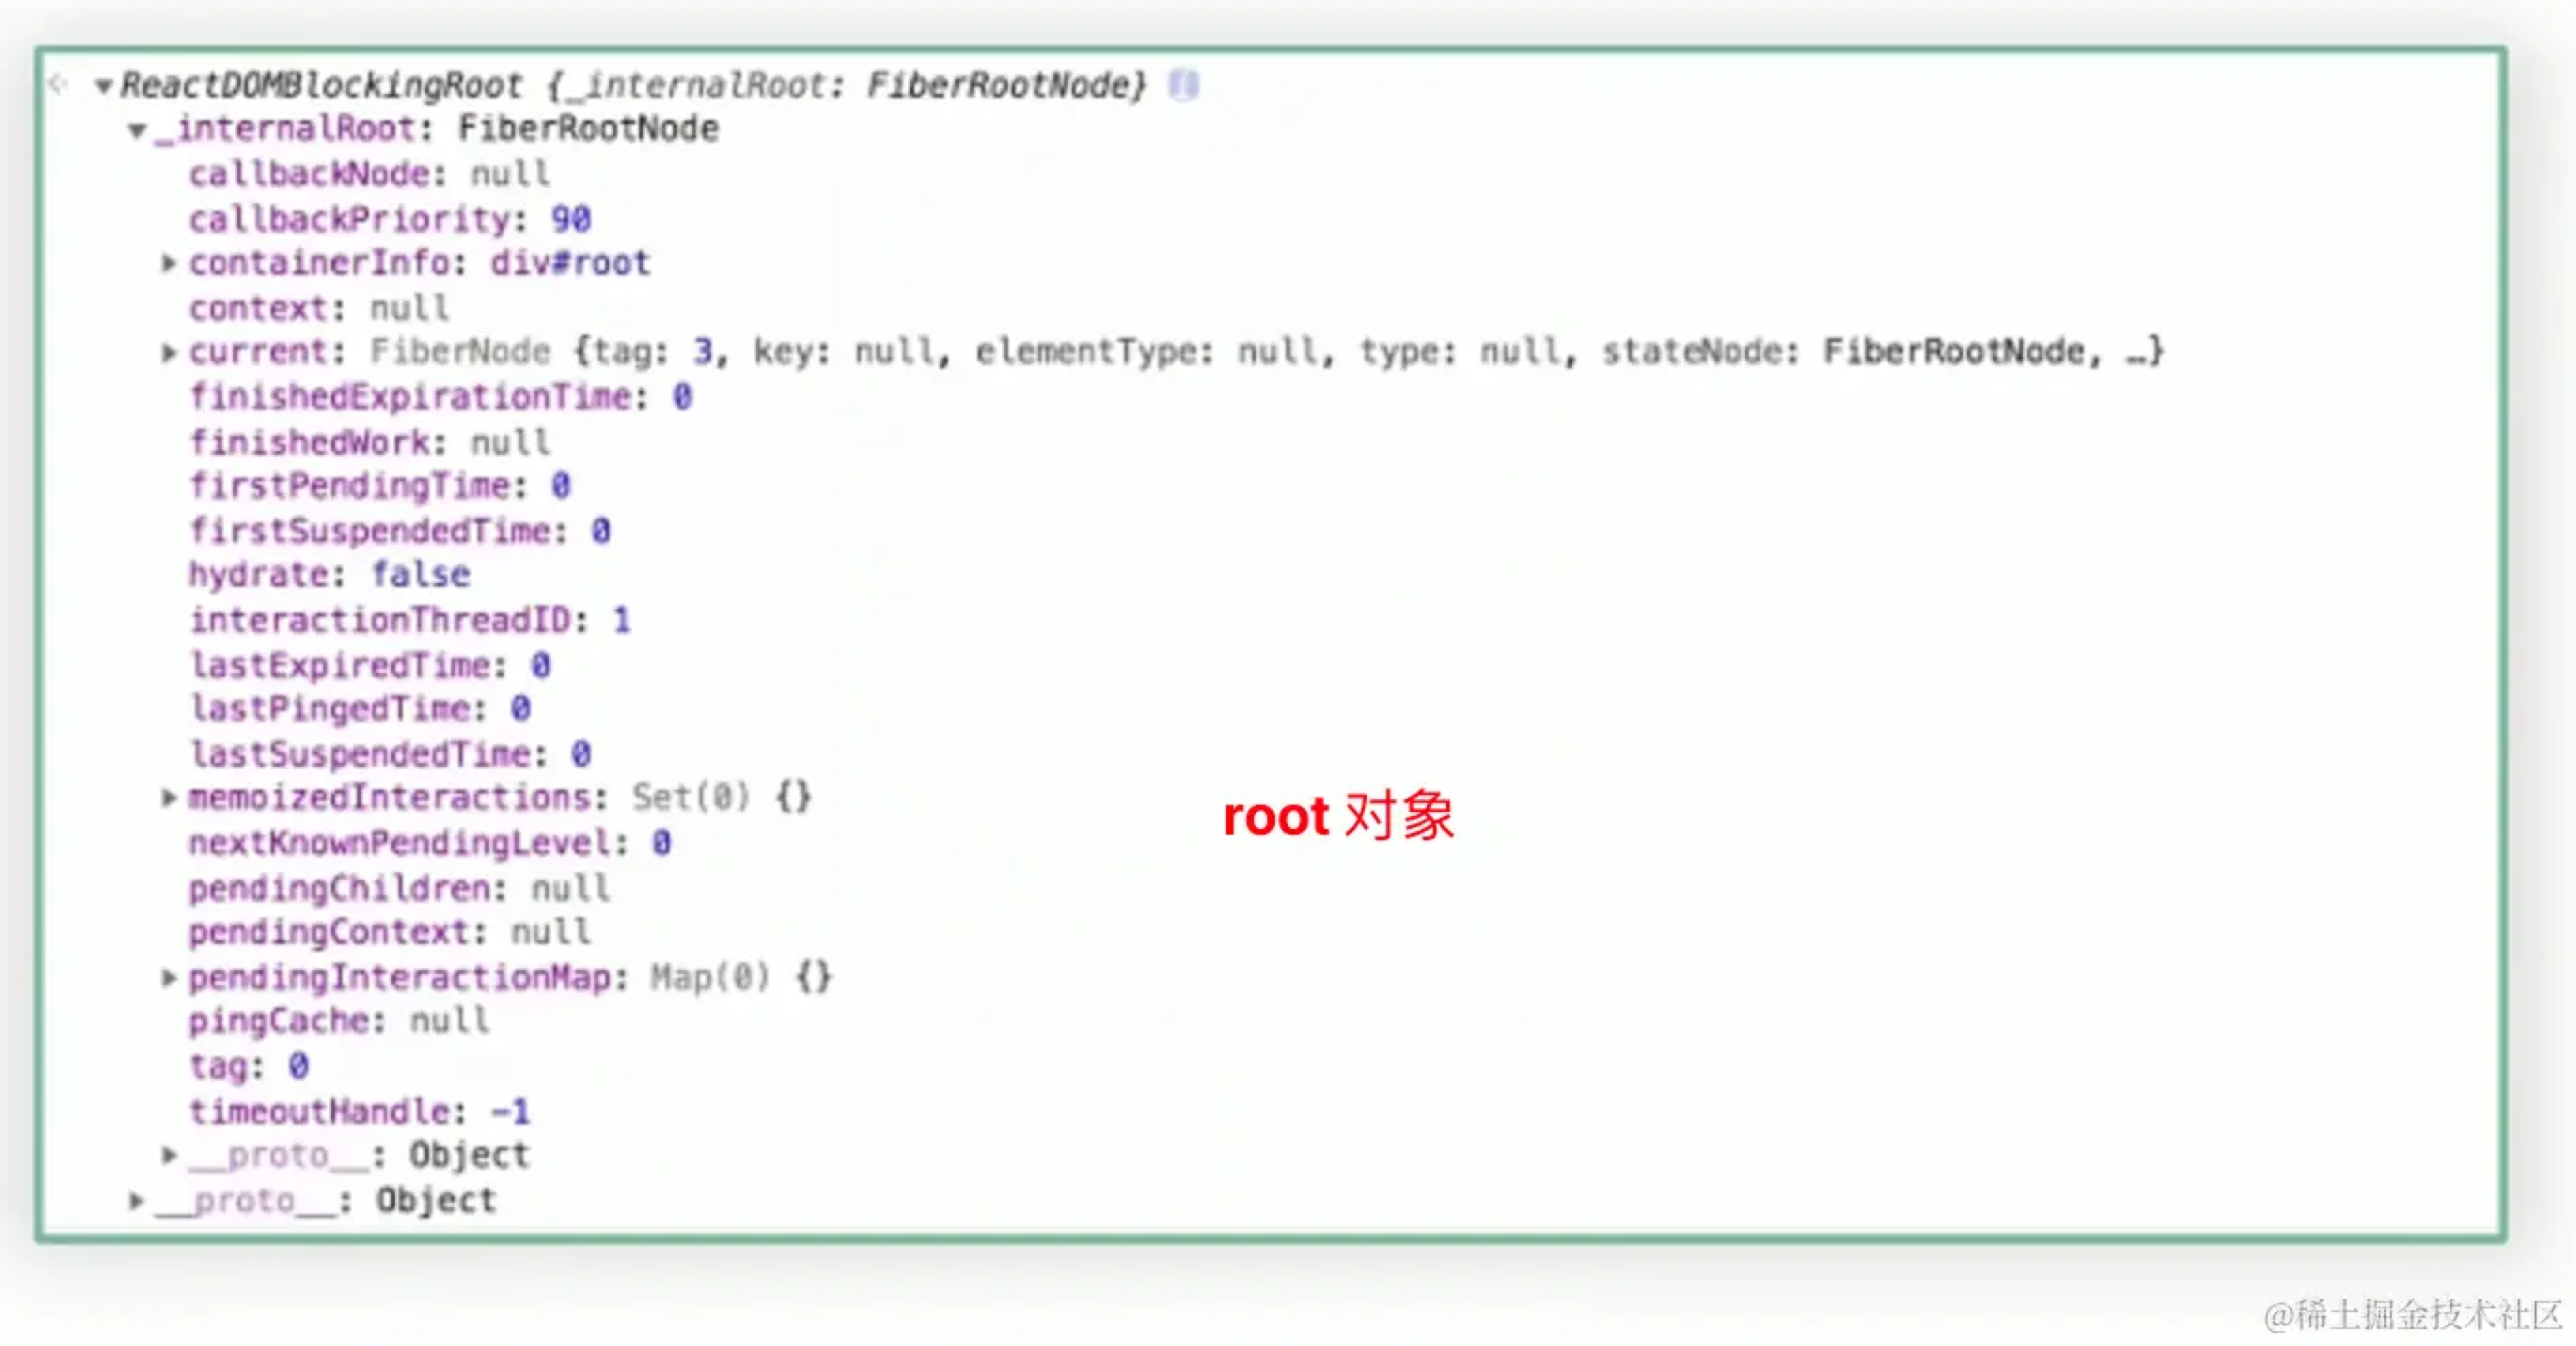 ▼ReactDOMBlockingRoot {_internalRoot: FiberRootNode} i
▼_internalRoot: FiberRootNode
callbackNode: null
callbackPriority: 90
▶containerInfo: div#root
context: null
▶current: FiberNode {tag: 3, key: null, elementType: null, type: null, stateNode: FiberRootNode, …}
finishedExpirationTime: 0
finishedWork: null
firstPendingTime: 0
firstSuspendedTime: 0
hydrate: false
interactionThreadID: 1
lastExpiredTime: 0
lastPingedTime: 0
lastSuspendedTime: 0
▶memoizedInteractions: Set(0) {}
root 对象
nextKnownPendingLevel: 0
pendingChildren: null
pendingContext: null
▶pendingInteractionMap: Map(0) {}
pingCache: null
tag: 0
timeoutHandle: -1
▶__proto__: Object
▶__proto__: Object
@稀土掘金技术社区